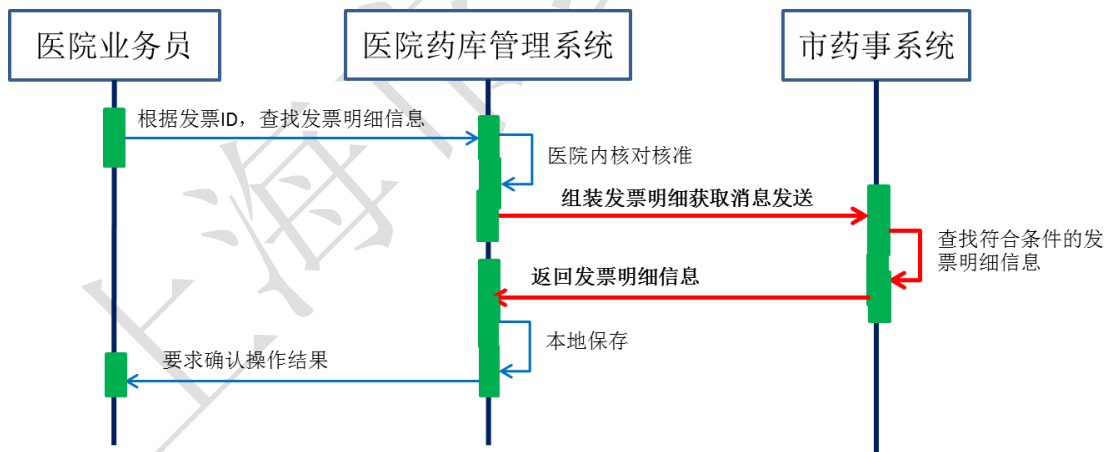 医院业务员
医院药库管理系统
市药事系统
根据发票ID，查找发票明细信息
医院内核对核准
组装发票明细获取消息发送
查找符合条件的发
票明细信息
返回发票明细信息
本地保存
要求确认操作结果
上海